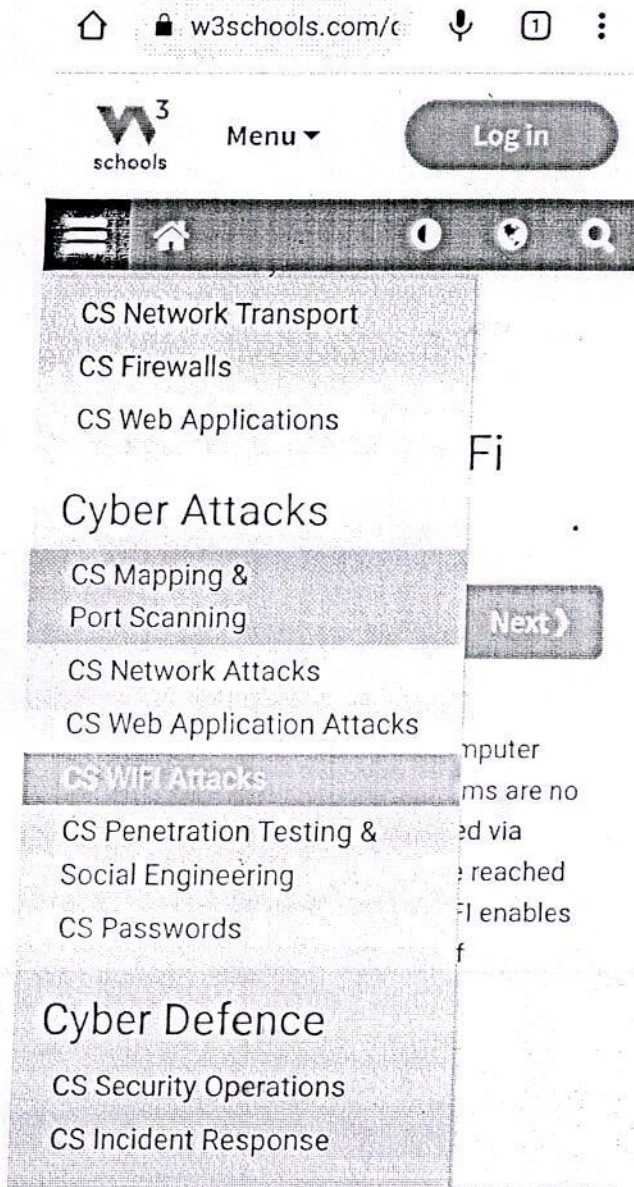 w3schools.com/c
1
w3
schools
Menu
Log in
CS Network Transport
CS Firewalls
CS Web Applications
Fi
Cyber Attacks
CS Mapping &
Port Scanning
Next ❯
CS Network Attacks
CS Web Application Attacks
mputer
CS WIFI Attacks
ms are no
CS Penetration Testing &
ed via
Social Engineering
reached
FI enables
CS Passwords
f
Cyber Defence
CS Security Operations
CS Incident Response